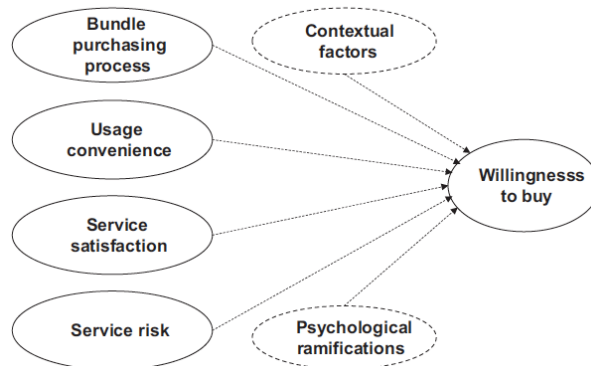 Bundle
purchasing
process
Contextual
factors
Usage
convenience
Willingnesss
to buy
Service
satisfaction
Service risk
Psychological
ramifications